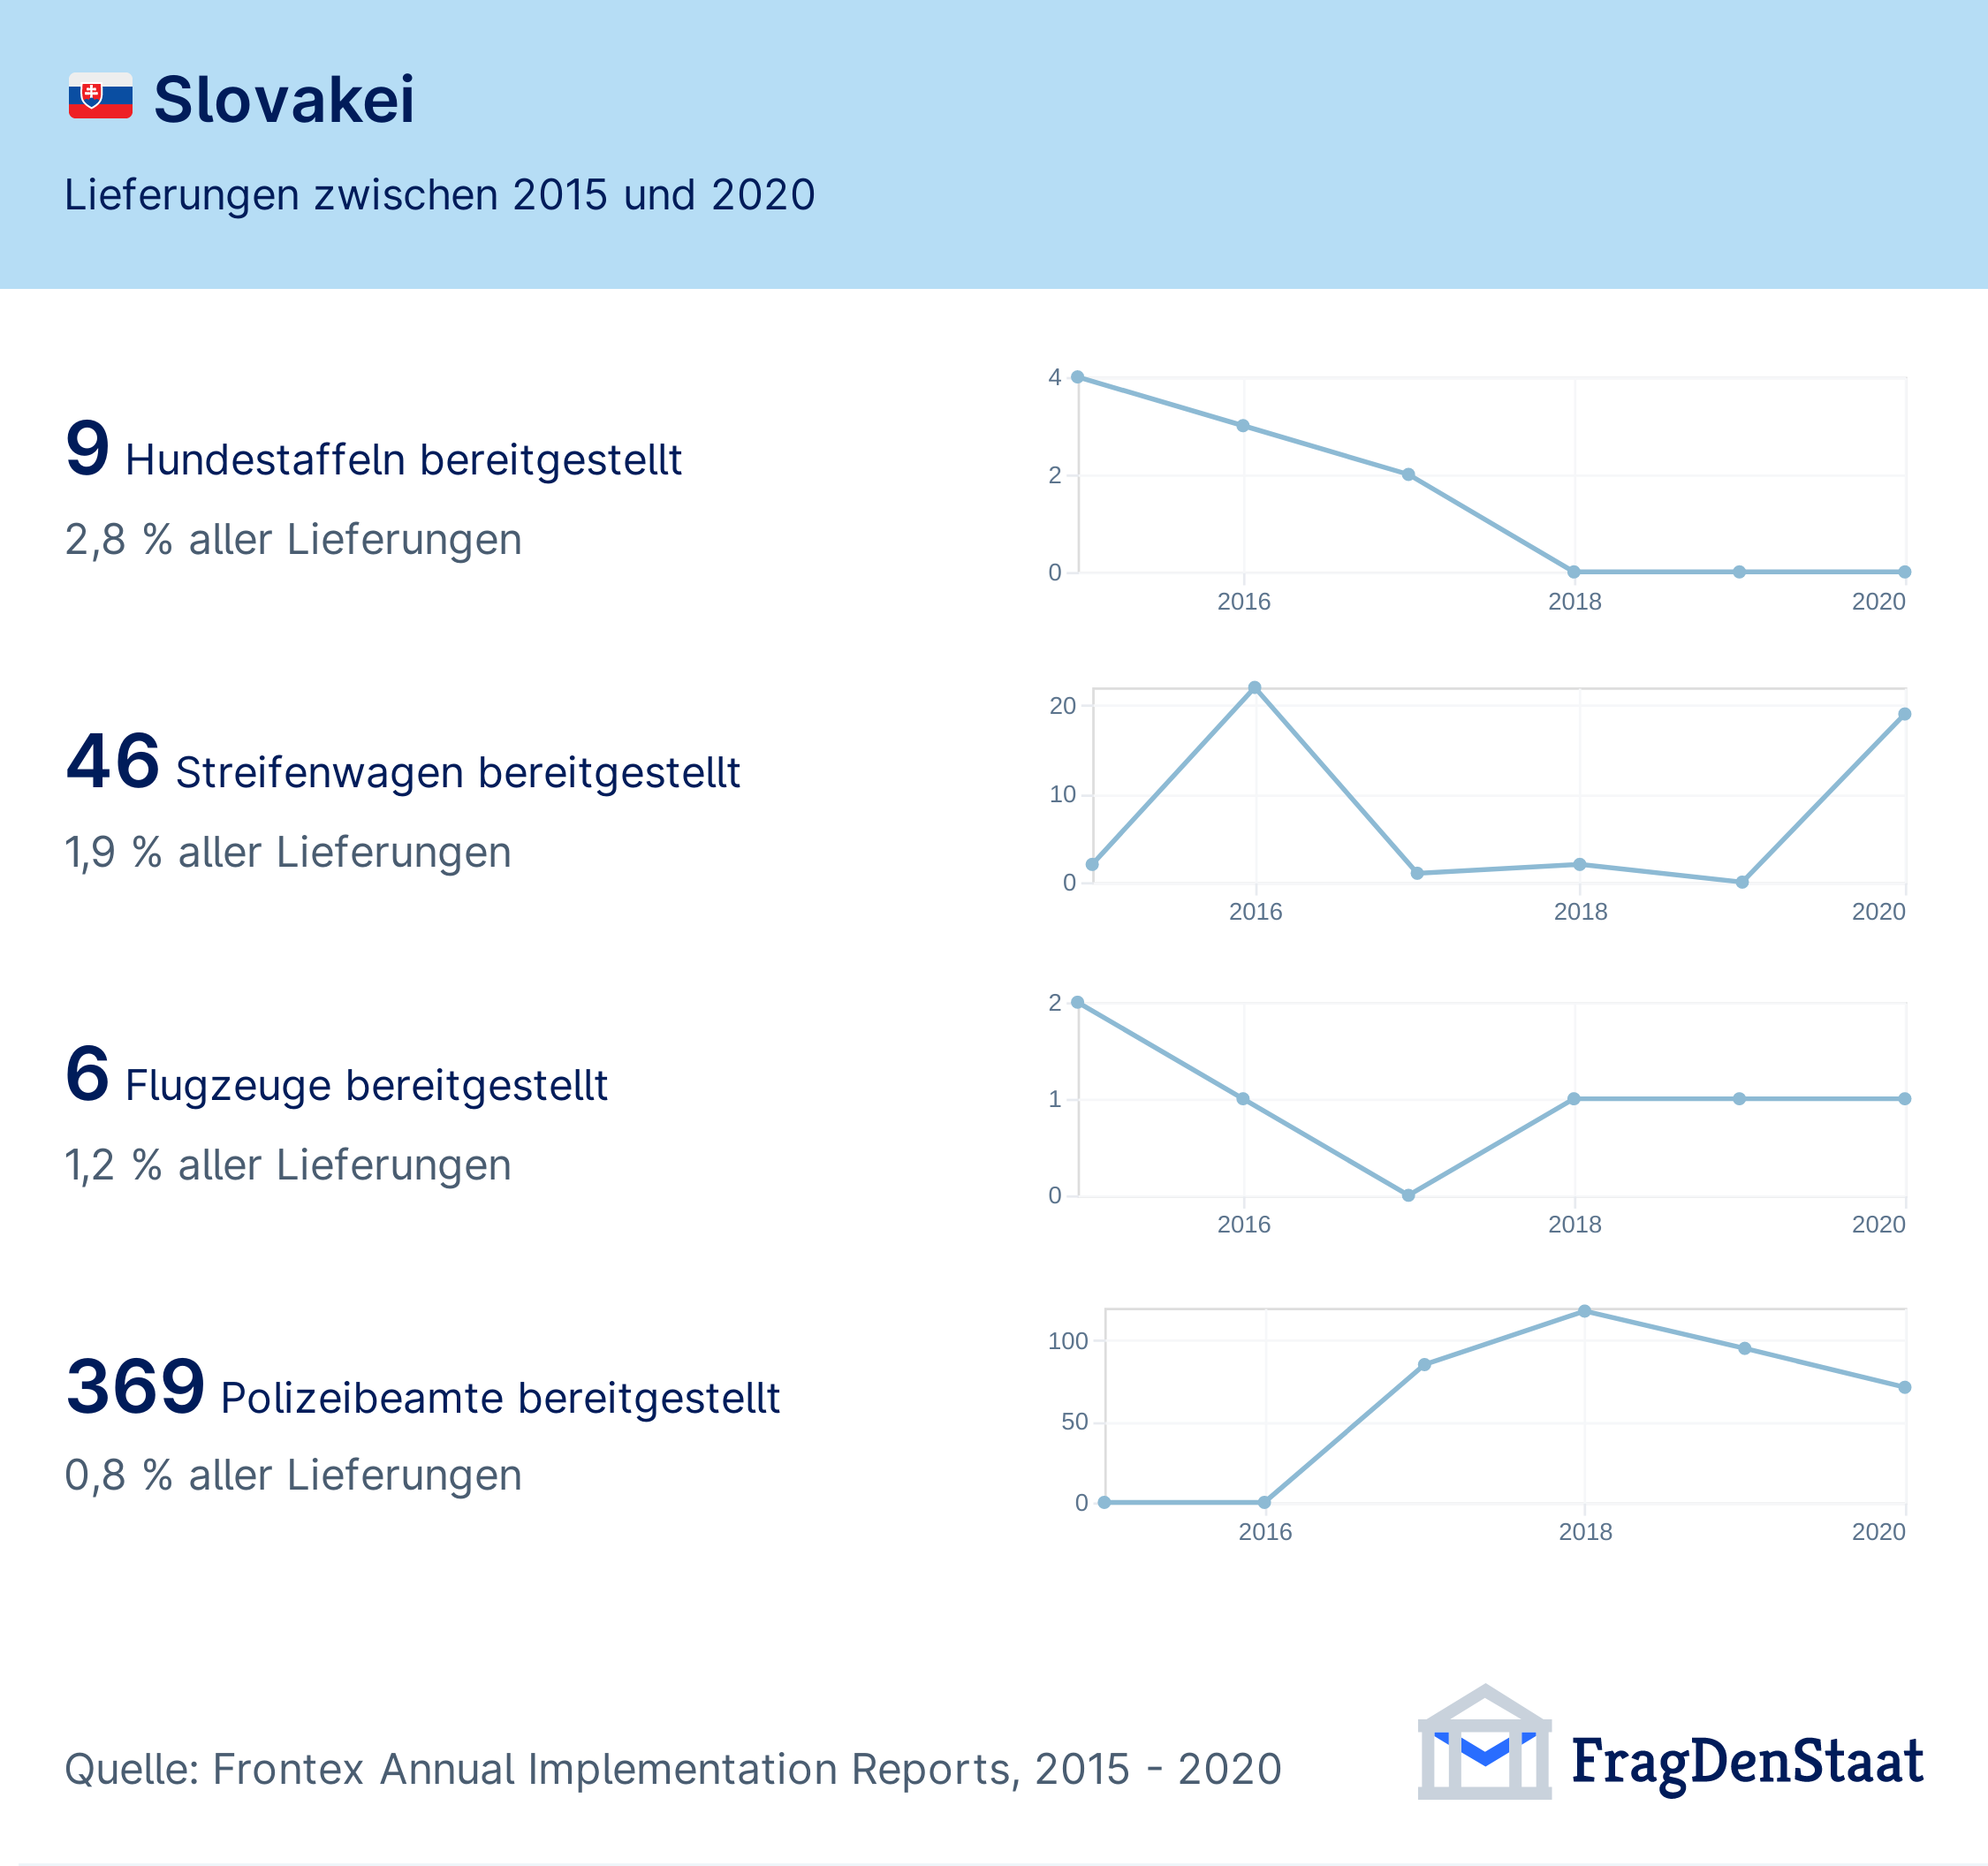 Slovakei
Lieferungen zwischen 2015 und 2020
9 Hundestaffeln bereitgestellt
2,8 % aller Lieferungen
4
2
0
2016 2018 2020
46 Streifenwagen bereitgestellt
1,9 % aller Lieferungen
20
10
0
2016 2018 2020
6 Flugzeuge bereitgestellt
1,2 % aller Lieferungen
2
1
0
2016 2018 2020
369 Polizeibeamte bereitgestellt
0,8 % aller Lieferungen
100
50
0
2016 2018 2020
Quelle: Frontex Annual Implementation Reports, 2015 - 2020
FragDenStaat